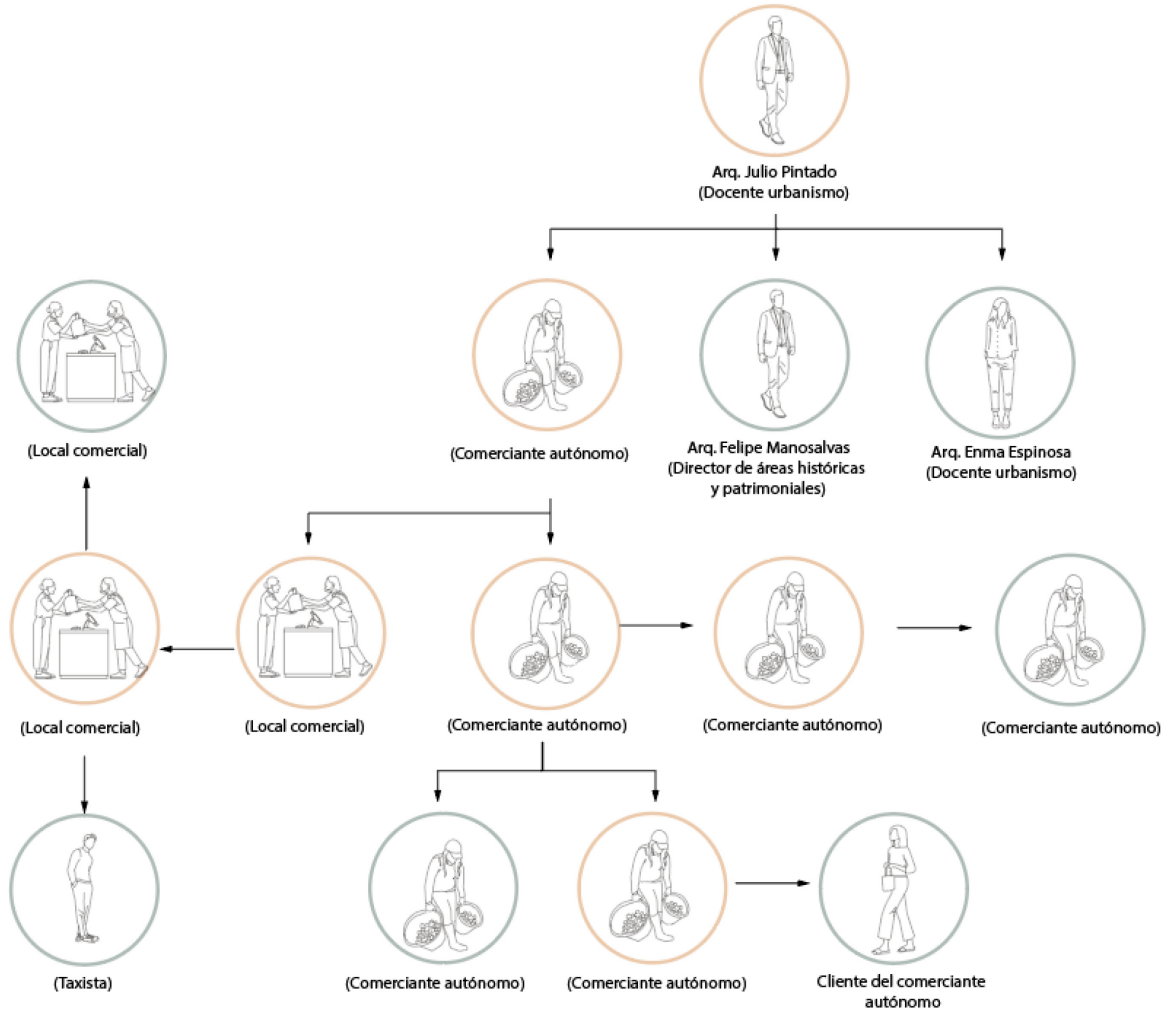 Arq. Julio Pintado
(Docente urbanismo)
(Local comercial)
(Comerciante autónomo)
Arq. Felipe Manosalvas
(Director de áreas históricas
y patrimoniales)
Arq. Enma Espinosa
(Docente urbanismo)
(Local comercial)
(Local comercial)
(Comerciante autónomo)
(Comerciante autónomo)
(Comerciante autónomo)
(Taxista)
(Comerciante autónomo)
(Comerciante autónomo)
Cliente del comerciante
autónomo